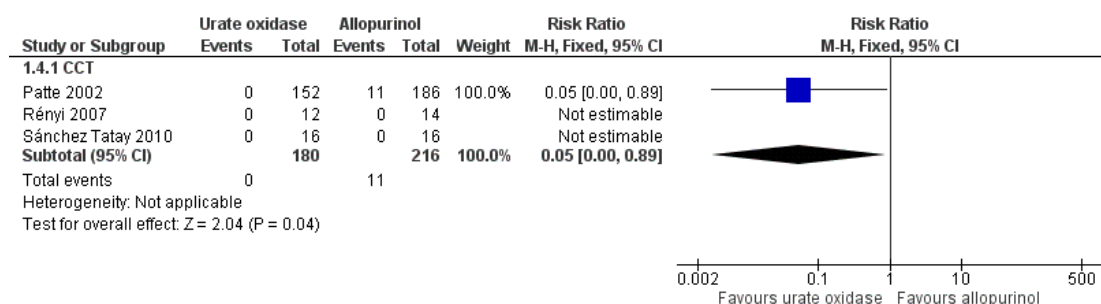 Urate oxidase Allopurinol Risk Ratio Risk Ratio
Study or Subgroup Events Total Events Total Weight M-H, Fixed, 95% CI M-H, Fixed, 95% CI
1.4.1 CCT
Patte 2002 0 152 11 186 100.0% 0.05 [0.00, 0.89]
Rényi 2007 0 12 0 14 Not estimable
Sánchez Tatay 2010 0 16 0 16 Not estimable
Subtotal (95% CI) 180 216 100.0% 0.05 [0.00, 0.89]
Total events 0 11
Heterogeneity: Not applicable
Test for overall effect: Z = 2.04 (P = 0.04)
0.002 0.1 1 10 500
Favours urate oxidase Favours allopurinol